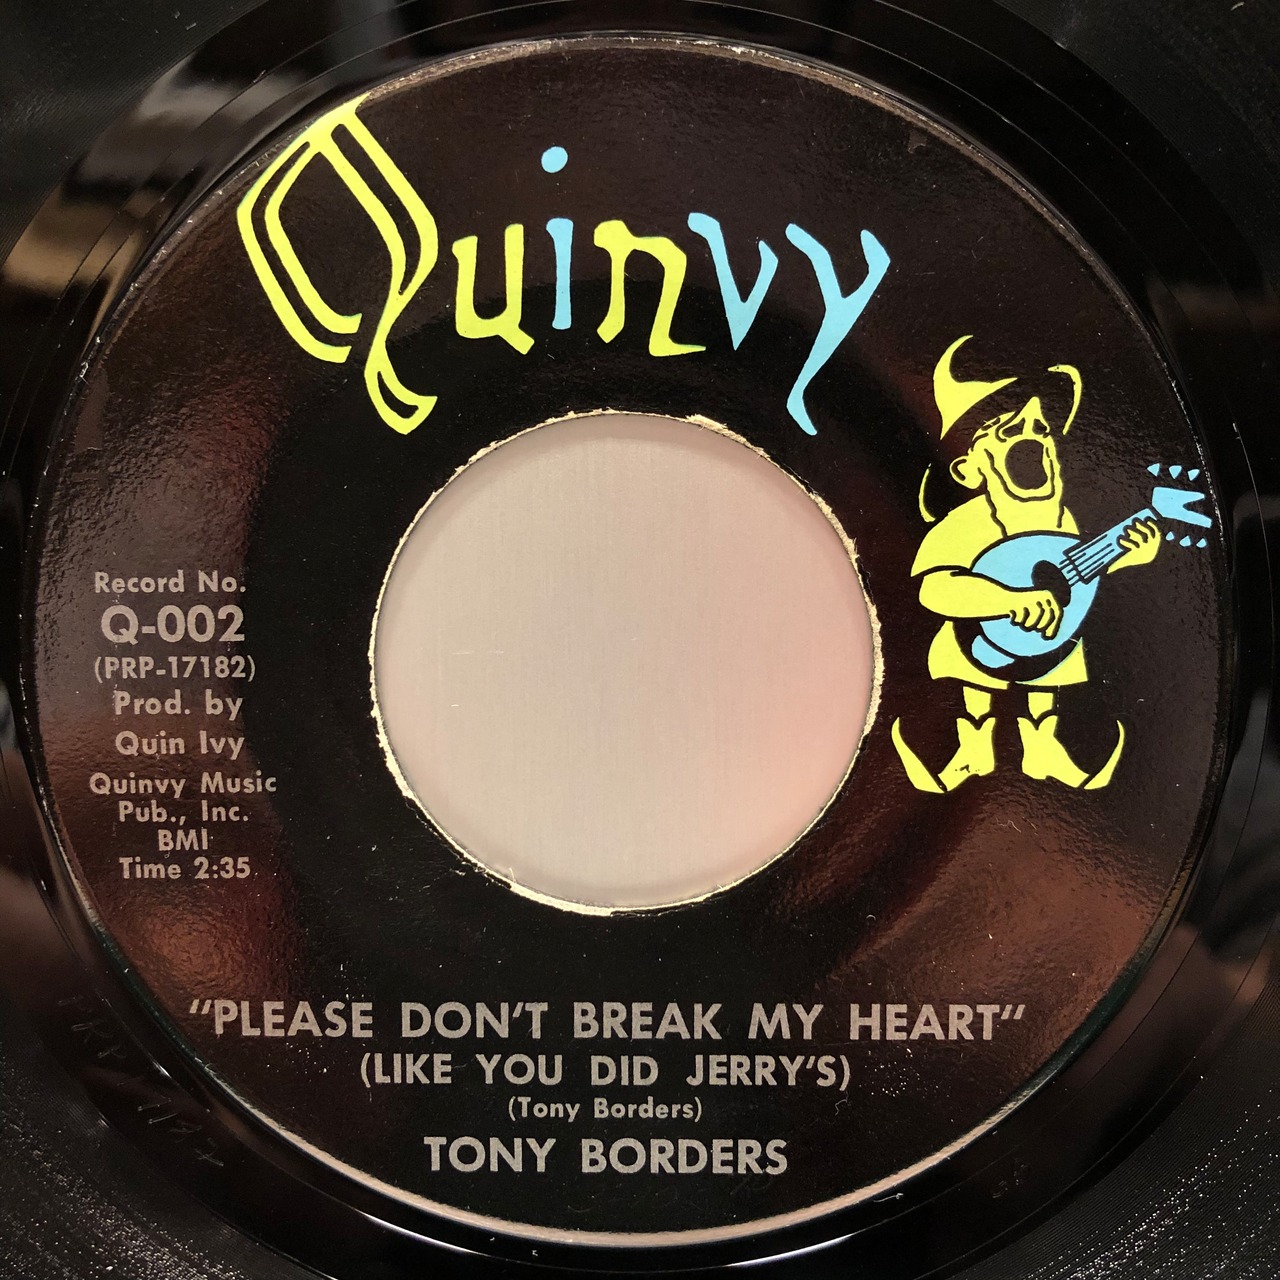 Quinvy
Record No.
Q-002
(PRP-17182)
Prod. by
Quin Ivy
Quinvy Music
Pub., Inc.
BMI
Time 2:35
"PLEASE DON'T BREAK MY HEART"
(LIKE YOU DID JERRY'S)
(Tony Borders)
TONY BORDERS